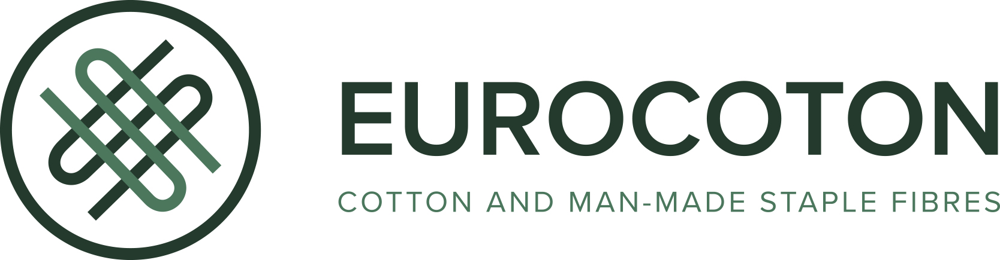 EUROCOTON
COTTON AND MAN-MADE STAPLE FIBRES